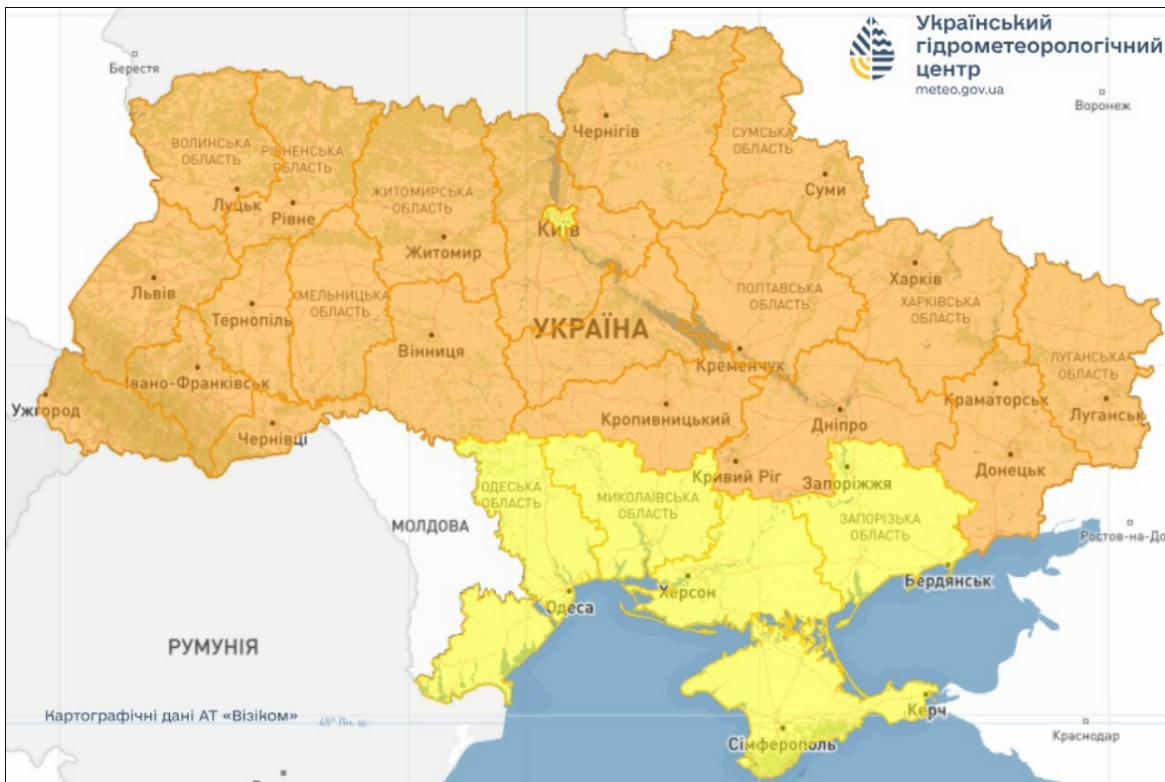 Український
гідрометеорологічний
центр
meteo.gov.ua
Берестя
Воронеж
Чернігів
СУМСЬКА
ОБЛАСТЬ
ВОЛИНСЬКА
ОБЛАСТЬ
РІВНЕНСЬКА
ОБЛАСТЬ
Суми
ЖИТОМИРСЬКА
ОБЛАСТЬ
Луцьк
Рівне
Київ
Житомир
Харків
Львів
ХМЕЛЬНИЦЬКА
ОБЛАСТЬ
ПОЛТАВСЬКА
ОБЛАСТЬ
ХАРКІВСЬКА
ОБЛАСТЬ
Тернопіль
УКРАЇНА
Вінниця
Кременчук
ЛУГАНСЬКА
ОБЛАСТЬ
Івано-Франківськ
Ужгород
Краматорськ
Луганськ
Кропивницький
Дніпро
Чернівці
Донецьк
Кривий Ріг
Запоріжжя
ОДЕСЬКА
ОБЛАСТЬ
МИКОЛАЇВСЬКА
ОБЛАСТЬ
ЗАПОРІЗЬКА
ОБЛАСТЬ
МОЛДОВА
Ростов-на-До
Бердянськ
Херсон
Одеса
РУМУНІЯ
Керч
Картографічні дані АТ «Візіком»
45° Пн. ш.
Сімферополь
Краснодар